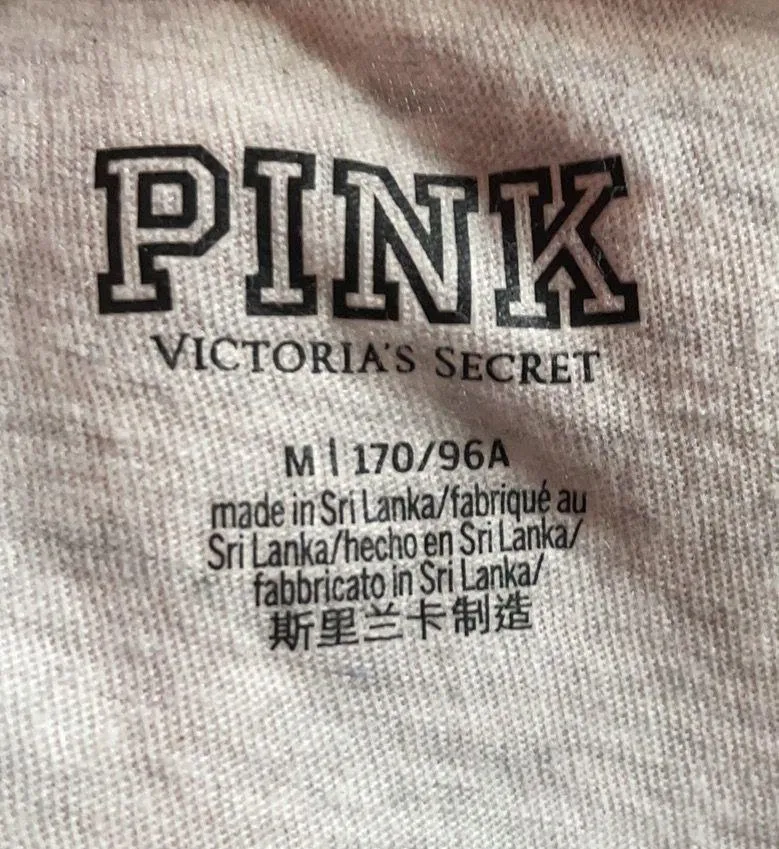 PINK
VICTORIA'S SECRET
M | 170/96A
made in Sri Lanka/fabriqué au
Sri Lanka/hecho en Sri Lanka/
fabbricato in Sri Lanka/
斯里兰卡制造